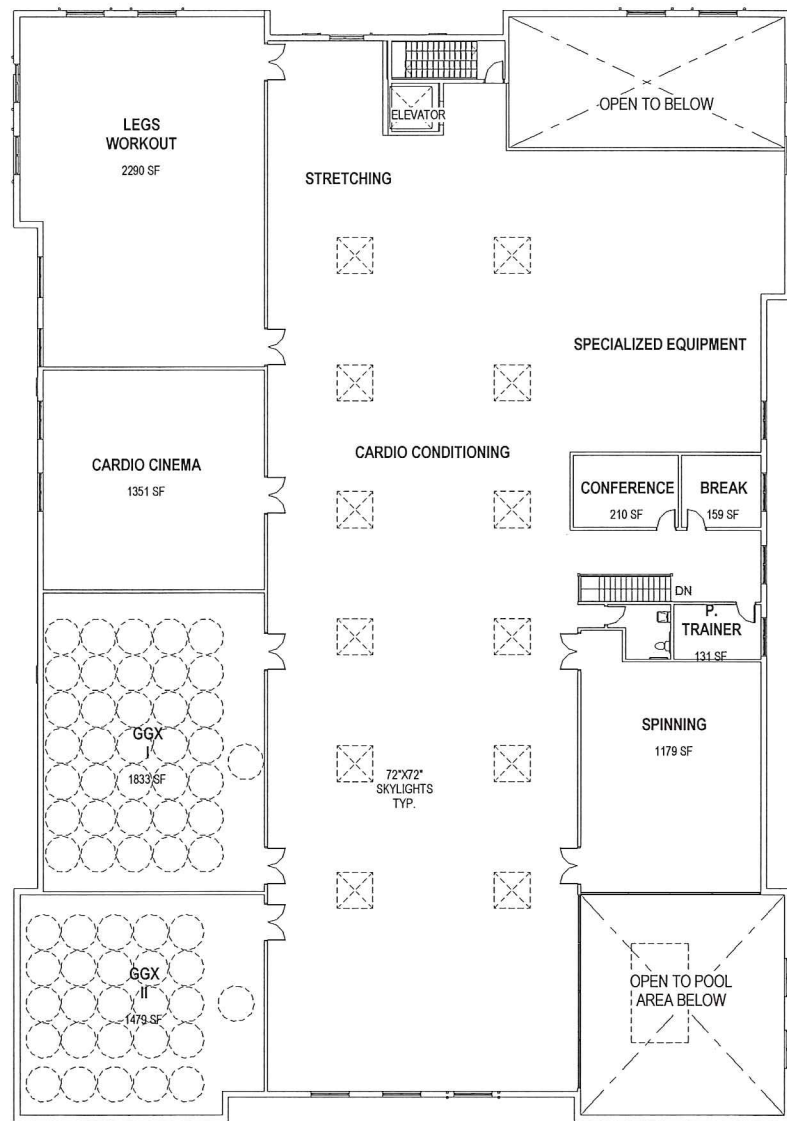 OPEN TO BELOW
ELEVATOR
LEGS
WORKOUT
2290 SF
STRETCHING
SPECIALIZED EQUIPMENT
CARDIO CONDITIONING
CARDIO CINEMA
1351 SF
CONFERENCE
210 SF
BREAK
159 SF
DN
P.
TRAINER
131 SF
SPINNING
1179 SF
GGX
I
1833 SF
72"X72"
SKYLIGHTS
TYP.
GGX
II
1479 SF
OPEN TO POOL
AREA BELOW